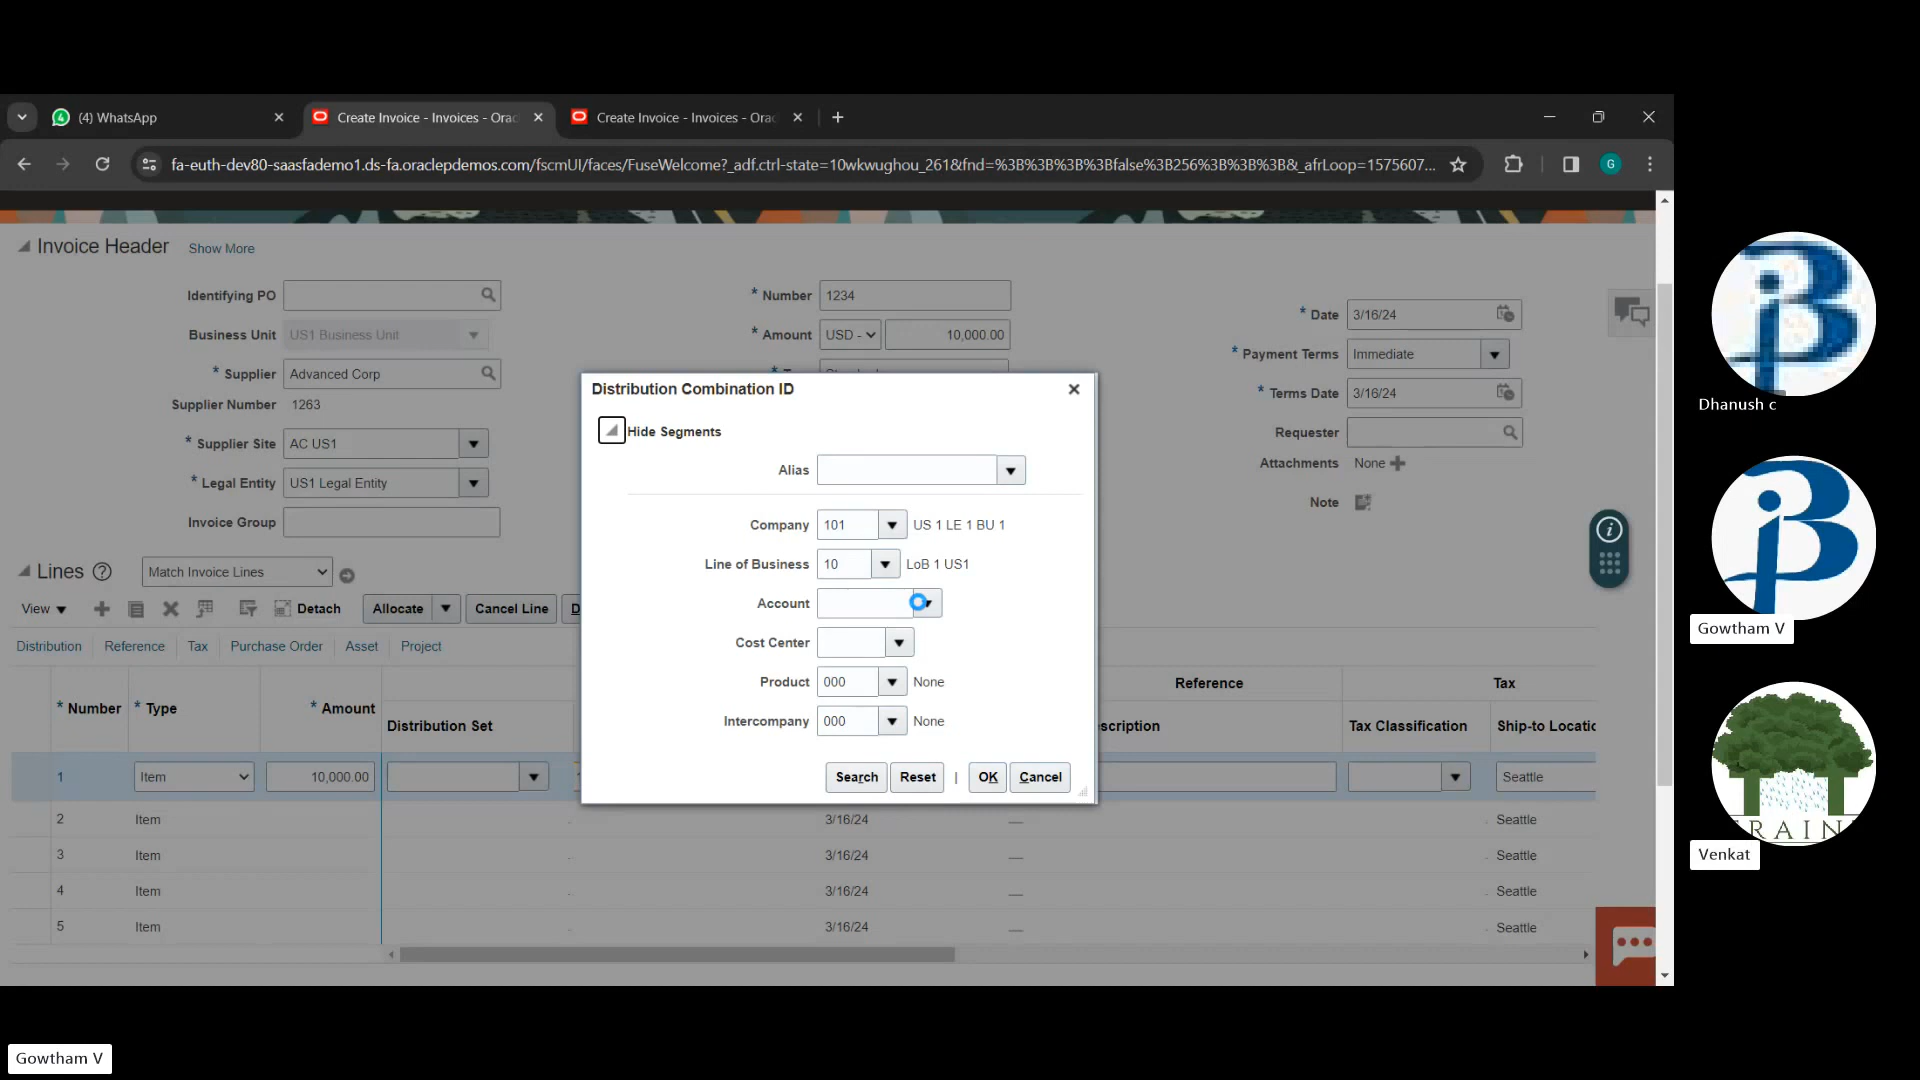 (4) WhatsApp
Create Invoice - Invoices - Orac
Create Invoice - Invoices - Orac
fa-euth-dev80-saasfademo1.ds-fa.oraclepdemos.com/fscmUI/faces/FuseWelcome?_adf.ctrl-state=10wkwughou_261&fnd=%3B%3B%3B%3Bfalse%3B256%3B%3B%3B&_afrLoop=1575607...
G
Invoice Header Show More
Identifying PO
Business Unit US1 Business Unit
* Supplier Advanced Corp
Supplier Number 1263
* Supplier Site AC US1
* Legal Entity US1 Legal Entity
Invoice Group
* Number 1234
* Amount USD - 10,000.00
* Date 3/16/24
* Payment Terms Immediate
* Terms Date 3/16/24
Requester
Attachments None
Note
Distribution Combination ID
Hide Segments
Alias
Company 101 US 1 LE 1 BU 1
Line of Business 10 LoB 1 US1
Account
Cost Center
Product 000 None
Intercompany 000 None
Search Reset | OK Cancel
Lines ? Match Invoice Lines
View Detach Allocate Cancel Line D
Distribution Reference Tax Purchase Order Asset Project
Reference Tax
* Number * Type * Amount Distribution Set scription Tax Classification Ship-to Locatio
1 Item 10,000.00 Seattle
2 Item 3/16/24 Seattle
3 Item 3/16/24 Seattle
4 Item 3/16/24 Seattle
5 Item 3/16/24 Seattle
Dhanush c
Gowtham V
RAIN
Venkat
Gowtham V